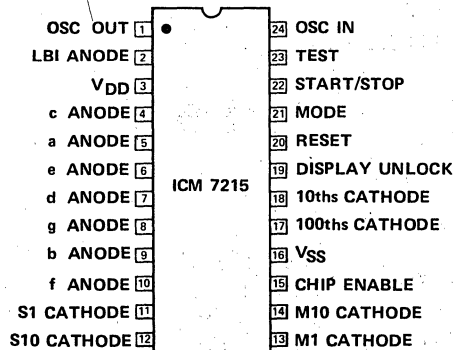 OSC OUT 1 24 OSC IN
LBI ANODE 2 23 TEST
VDD 3 22 START/STOP
c ANODE 4 21 MODE
a ANODE 5 20 RESET
e ANODE 6 19 DISPLAY UNLOCK
d ANODE 7 18 10ths CATHODE
g ANODE 8 17 100ths CATHODE
b ANODE 9 16 VSS
f ANODE 10 15 CHIP ENABLE
S1 CATHODE 11 14 M10 CATHODE
S10 CATHODE 12 13 M1 CATHODE
ICM 7215